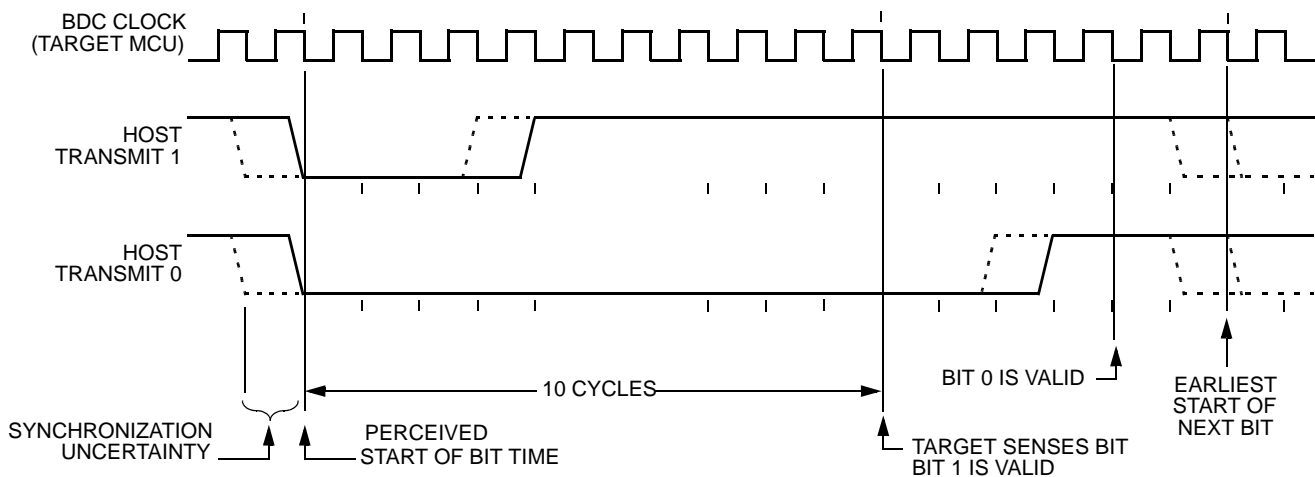 BDC CLOCK
(TARGET MCU)
HOST
TRANSMIT 1
HOST
TRANSMIT 0
10 CYCLES
BIT 0 IS VALID
EARLIEST
START OF
NEXT BIT
SYNCHRONIZATION
UNCERTAINTY
PERCEIVED
START OF BIT TIME
TARGET SENSES BIT
BIT 1 IS VALID